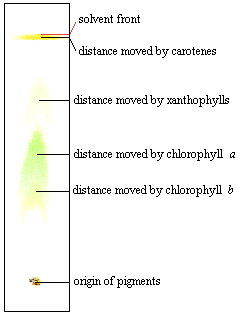 solvent front
distance moved by carotenes
distance moved by xanthophylls
distance moved by chlorophyll a
distance moved by chlorophyll b
origin of pigments